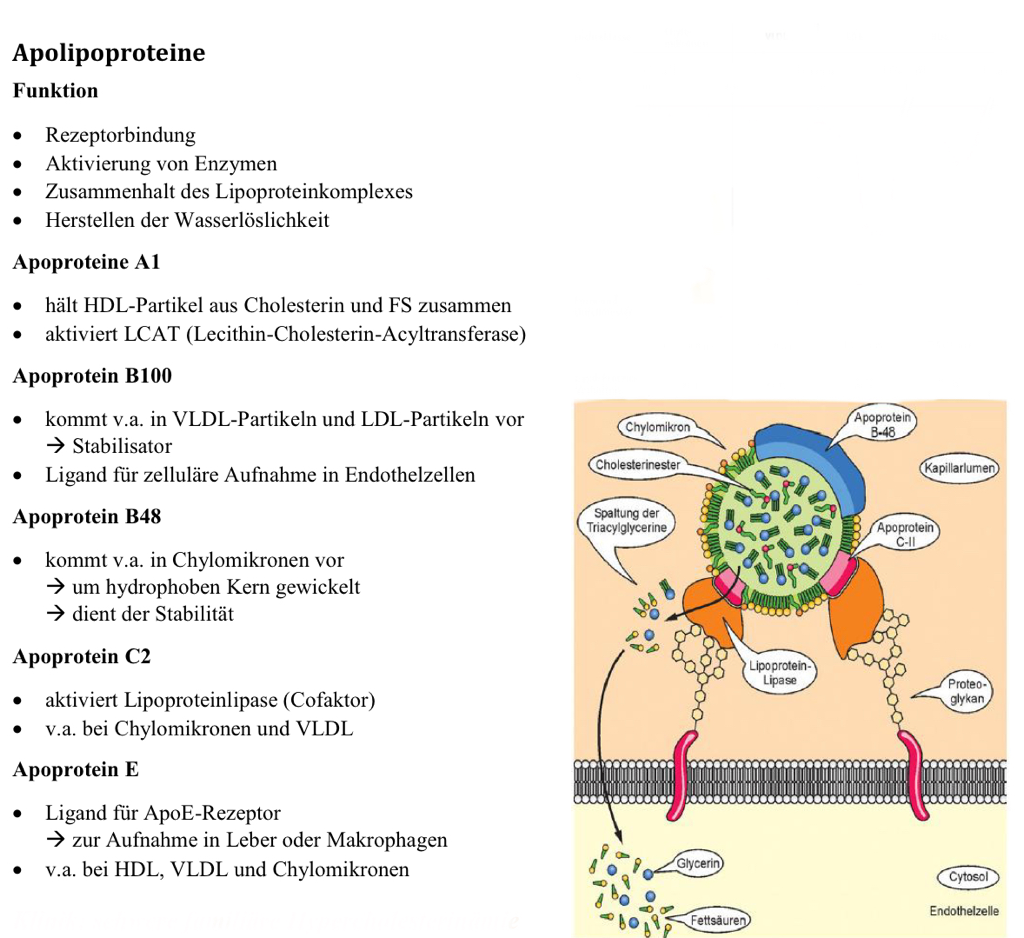 Apolipoproteine
Funktion
• Rezeptorbindung
• Aktivierung von Enzymen
• Zusammenhalt des Lipoproteinkomplexes
• Herstellen der Wasserlöslichkeit
Apoproteine A1
• hält HDL-Partikel aus Cholesterin und FS zusammen
• aktiviert LCAT (Lecithin-Cholesterin-Acyltransferase)
Apoprotein B100
• kommt v.a. in VLDL-Partikeln und LDL-Partikeln vor
→ Stabilisator
• Ligand für zelluläre Aufnahme in Endothelzellen
Apoprotein B48
• kommt v.a. in Chylomikronen vor
→ um hydrophoben Kern gewickelt
→ dient der Stabilität
Apoprotein C2
• aktiviert Lipoproteinlipase (Cofaktor)
• v.a. bei Chylomikronen und VLDL
Apoprotein E
• Ligand für ApoE-Rezeptor
→ zur Aufnahme in Leber oder Makrophagen
• v.a. bei HDL, VLDL und Chylomikronen
Chylomikron
Apoprotein
B-48
Cholesterinester
Kapillarlumen
Spaltung der
Triacylglycerine
Apoprotein
C-II
Lipoprotein-
Lipase
Proteo-
glykan
Glycerin
Cytosol
Endothelzelle
Fettsäuren